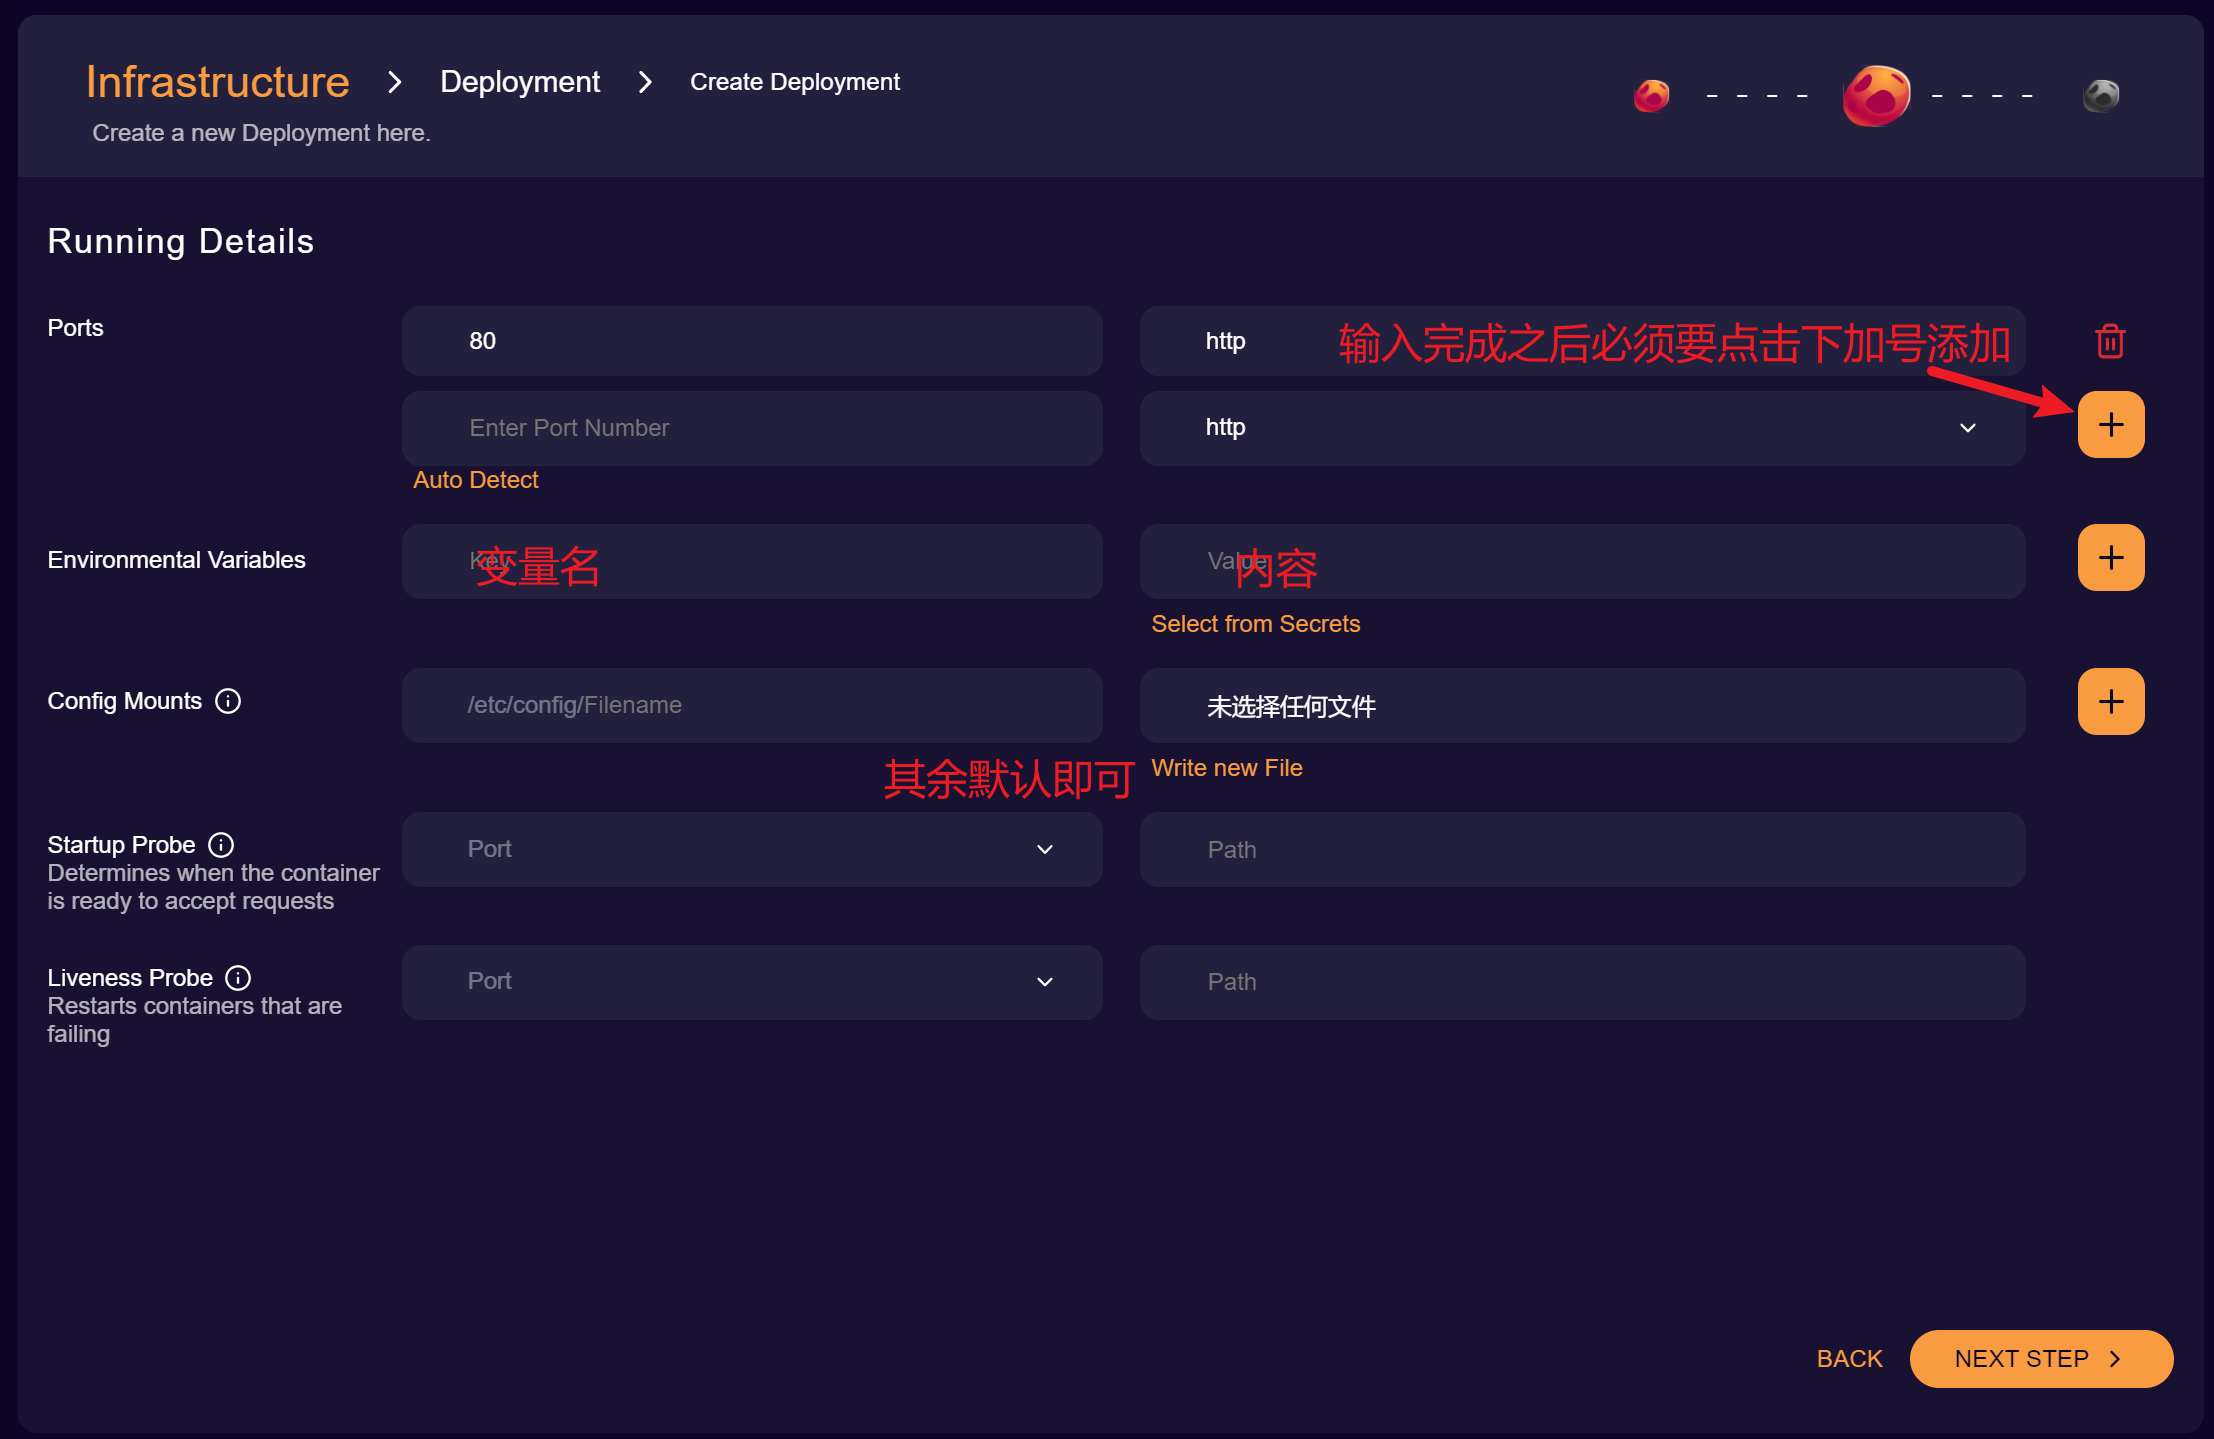 Infrastructure > Deployment > Create Deployment
Create a new Deployment here.
Running Details
Ports
80
http
输入完成之后必须要点击下加号添加
Enter Port Number
http
Auto Detect
Environmental Variables
Key
变量名
Value
内容
Select from Secrets
Config Mounts
/etc/config/Filename
未选择任何文件
其余默认即可
Write new File
Startup Probe
Port
Path
Determines when the container
is ready to accept requests
Liveness Probe
Port
Path
Restarts containers that are
failing
BACK
NEXT STEP >